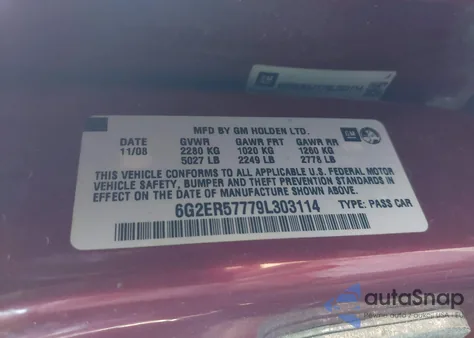 MFD BY GM HOLDEN LTD.
DATE GVWR GAWR FRT GAWR RR
11/08 2280 KG 1020 KG 1260 KG
5027 LB 2249 LB 2778 LB
THIS VEHICLE CONFORMS TO ALL APPLICABLE U.S. FEDERAL MOTOR
VEHICLE SAFETY, BUMPER AND THEFT PREVENTION STANDARDS IN
EFFECT ON THE DATE OF MANUFACTURE SHOWN ABOVE.
6G2ER57779L303114
TYPE: PASS CAR
GM
autoSnap